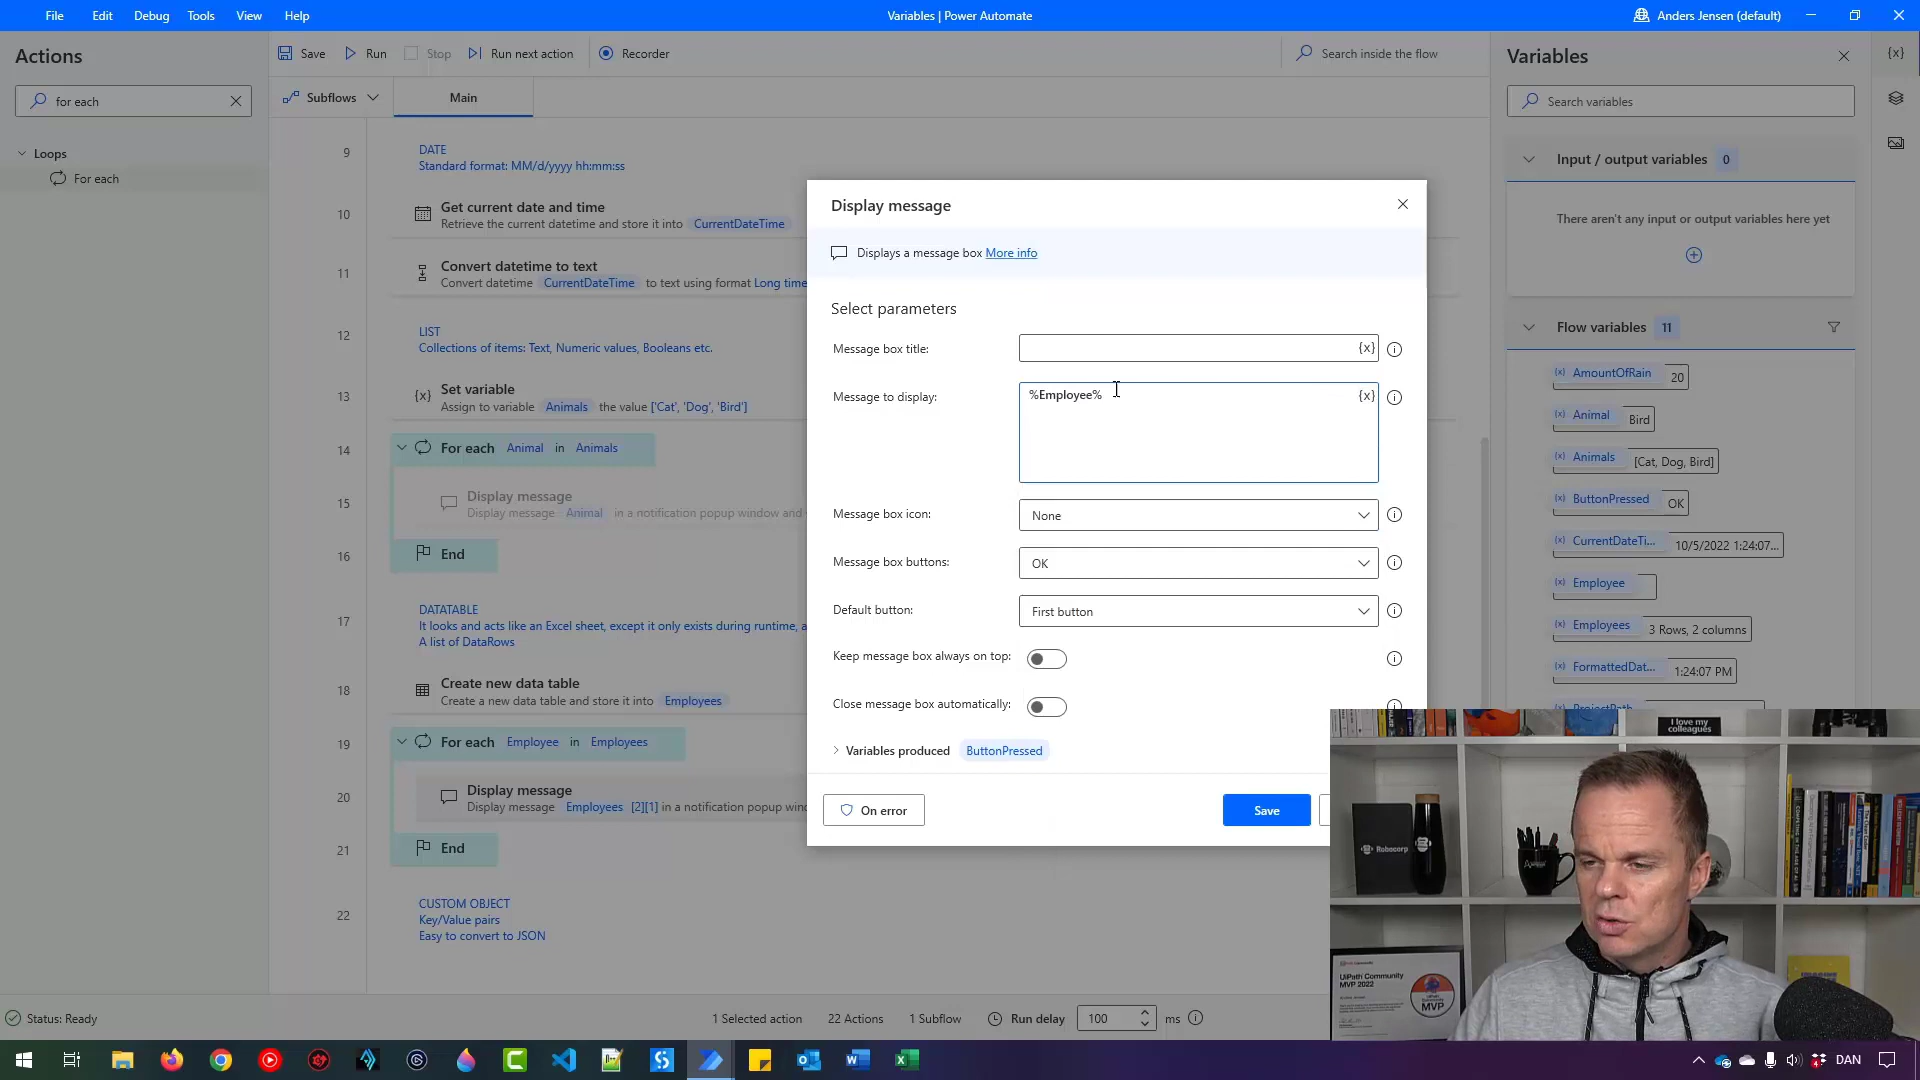 File Edit Debug Tools View Help
Variables | Power Automate
Anders Jensen (default)
Actions
for each
Loops
For each
Save Run Stop Run next action Recorder
Search inside the flow
Subflows Main
9
DATE
Standard format: MM/d/yyyy hh:mm:ss
10
Get current date and time
Retrieve the current datetime and store it into CurrentDateTime
11
Convert datetime to text
Convert datetime CurrentDateTime to text using format Long time
12
LIST
Collections of items: Text, Numeric values, Booleans etc.
13
{x} Set variable
Assign to variable Animals the value ['Cat', 'Dog', 'Bird']
14
For each Animal in Animals
15
Display message
Display message Animal in a notification popup window and
16
End
17
DATATABLE
It looks and acts like an Excel sheet, except it only exists during runtime, a
A list of DataRows
18
Create new data table
Create a new data table and store it into Employees
19
For each Employee in Employees
20
Display message
Display message Employees [2][1] in a notification popup
21
End
22
CUSTOM OBJECT
Key/Value pairs
Easy to convert to JSON
Display message
Displays a message box More info
Select parameters
Message box title: {x}
Message to display: %Employee% {x}
Message box icon: None
Message box buttons: OK
Default button: First button
Keep message box always on top:
Close message box automatically:
Variables produced ButtonPressed
On error
Save
Variables
{x}
Search variables
Input / output variables 0
There aren't any input or output variables here yet
Flow variables 11
(x) AmountOfRain 20
(x) Animal Bird
(x) Animals [Cat, Dog, Bird]
(x) ButtonPressed OK
(x) CurrentDateTi... 10/5/2022 1:24:07...
(x) Employee
(x) Employees 3 Rows, 2 columns
(x) FormattedDat... 1:24:07 PM
(x) ProjectPath
I love my
colleagues
Robocorp
UiPath Community
MVP 2022
MVP
Status: Ready
1 Selected action 22 Actions 1 Subflow Run delay 100 ms
DAN